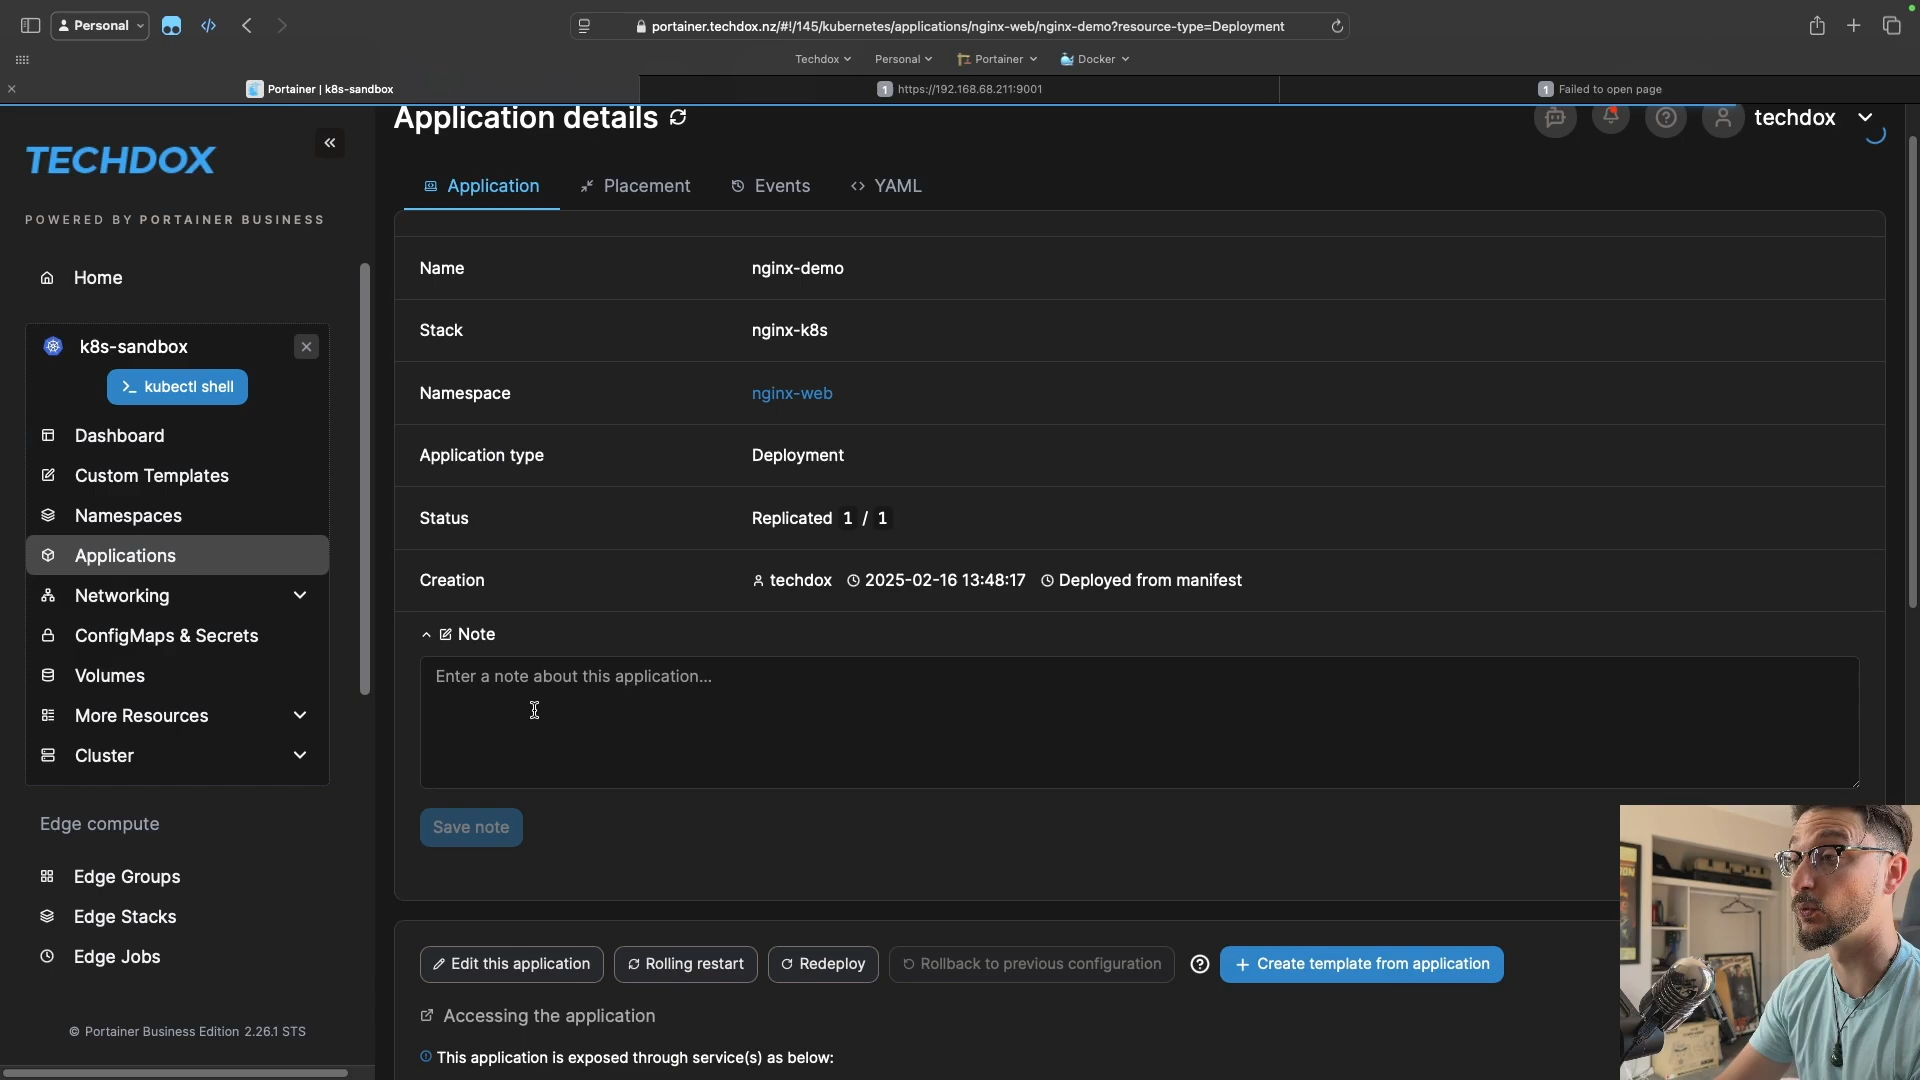 Personal
portainer.techdox.nz/#!/145/kubernetes/applications/nginx-web/nginx-demo?resource-type=Deployment
Techdox
Personal
Portainer
Docker
Portainer | k8s-sandbox
1 https://192.168.68.211:9001
1 Failed to open page
TECHDOX
POWERED BY PORTAINER BUSINESS
Home
k8s-sandbox
>_ kubectl shell
Dashboard
Custom Templates
Namespaces
Applications
Networking
ConfigMaps & Secrets
Volumes
More Resources
Cluster
Edge compute
Edge Groups
Edge Stacks
Edge Jobs
© Portainer Business Edition 2.26.1 STS
Application details
techdox
Application
Placement
Events
YAML
Name nginx-demo
Stack nginx-k8s
Namespace nginx-web
Application type Deployment
Status Replicated 1 / 1
Creation techdox 2025-02-16 13:48:17 Deployed from manifest
Note
Enter a note about this application...
Save note
Edit this application
Rolling restart
Redeploy
Rollback to previous configuration
+ Create template from application
Accessing the application
This application is exposed through service(s) as below: